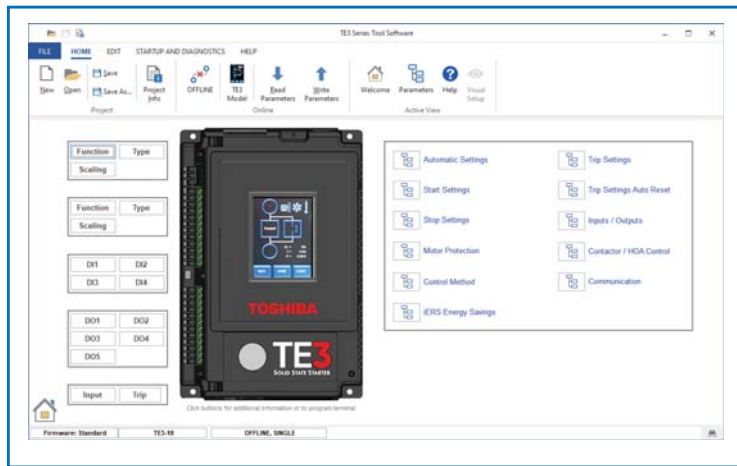 TE3 Series Tool Software
FILE HOME EDIT STARTUP AND DIAGNOSTICS HELP
New Open Save Save As... Project Info OFFLINE TE3 Model Read Parameters Write Parameters Welcome Parameters Help Visual Setup
Project Online Active View
Function Type
Scaling
Function Type
Scaling
DI1 DI2
DI3 DI4
DO1 DO2
DO3 DO4
DO5
Input Trip
TOSHIBA
TE3
SOLID STATE STARTER
Click buttons for additional information or to program terminal.
Automatic Settings Trip Settings
Start Settings Trip Settings Auto Reset
Stop Settings Inputs / Outputs
Motor Protection Contactor / HOA Control
Control Method Communication
iERS Energy Savings
Firmware: Standard TE3-18 OFFLINE, SINGLE